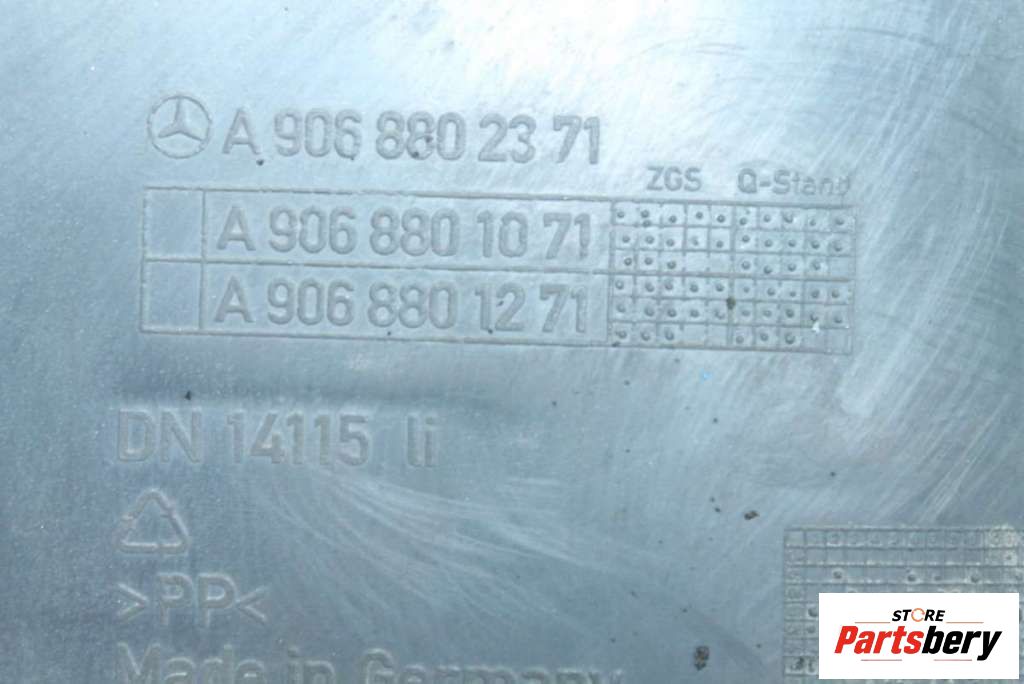 A 906 880 23 71
ZGS Q-Stand
A 906 880 10 71
A 906 880 12 71
DN 14115 li
>PP<
Made in Germany
STORE
Partsbery